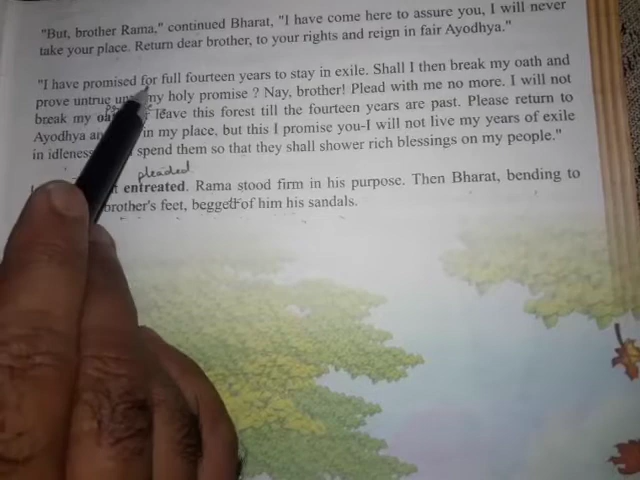 "But, brother Rama," continued Bharat, "I have come here to assure you, I will never
take your place. Return dear brother, to your rights and reign in fair Ayodhya."
"I have promised for full fourteen years to stay in exile. Shall I then break my oath and
prove untrue my holy promise ? Nay, brother! Plead with me no more. I will not
break my leave this forest till the fourteen years are past. Please return to
Ayodhya in my place, but this I promise you-I will not live my years of exile
in idleness spend them so that they shall shower rich blessings on my people."
pleaded
entreated. Rama stood firm in his purpose. Then Bharat, bending to
brother's feet, begged of him his sandals.